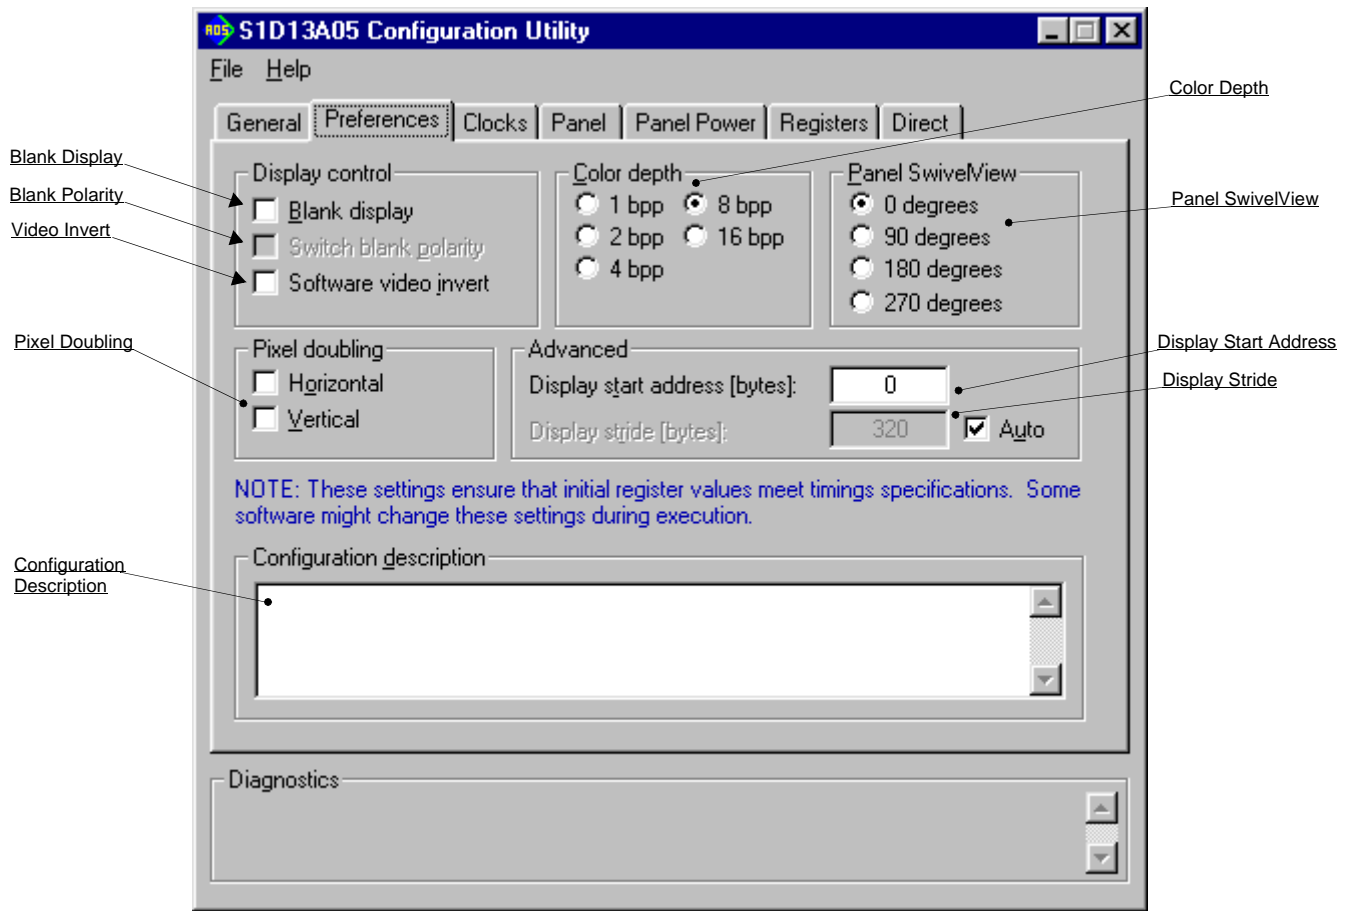 S1D13A05 Configuration Utility
File Help
Color Depth
General Preferences Clocks Panel Panel Power Registers Direct
Blank Display
Blank Polarity
Video Invert
Display control
Blank display
Switch blank polarity
Software video invert
Color depth
1 bpp 8 bpp
2 bpp 16 bpp
4 bpp
Panel SwivelView
0 degrees
90 degrees
180 degrees
270 degrees
Panel SwivelView
Pixel Doubling
Pixel doubling
Horizontal
Vertical
Advanced
Display start address [bytes]: 0
Display stride [bytes]: 320 Auto
Display Start Address
Display Stride
NOTE: These settings ensure that initial register values meet timings specifications. Some
software might change these settings during execution.
Configuration
Description
Configuration description
Diagnostics